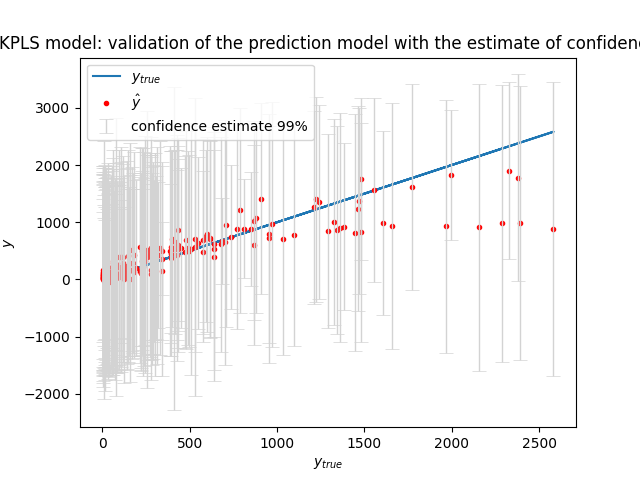 KPLS model: validation of the prediction model with the estimate of confidenc
y_true
ŷ
confidence estimate 99%
3000
2000
1000
0
−1000
−2000
y
0 500 1000 1500 2000 2500
y_true